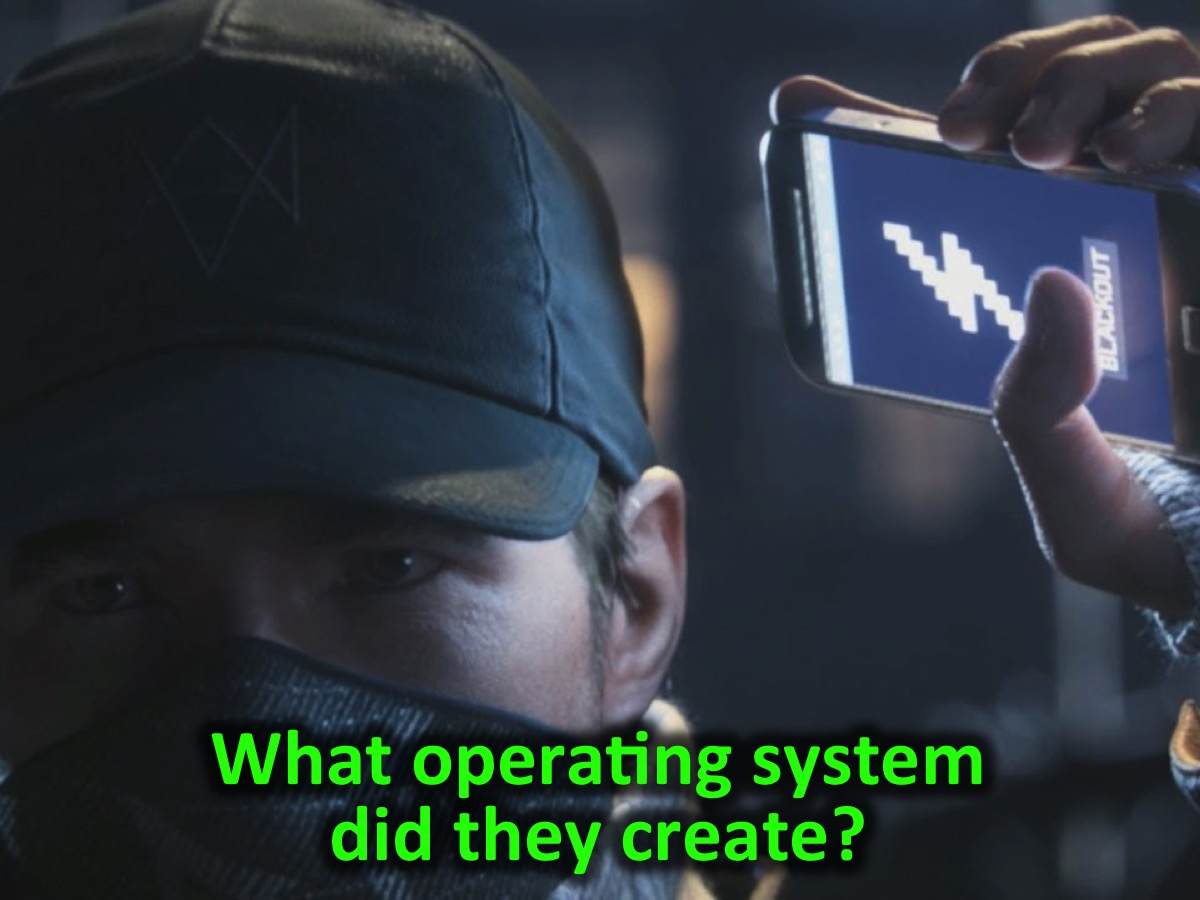 BLACKOUT
What operating system
did they create?